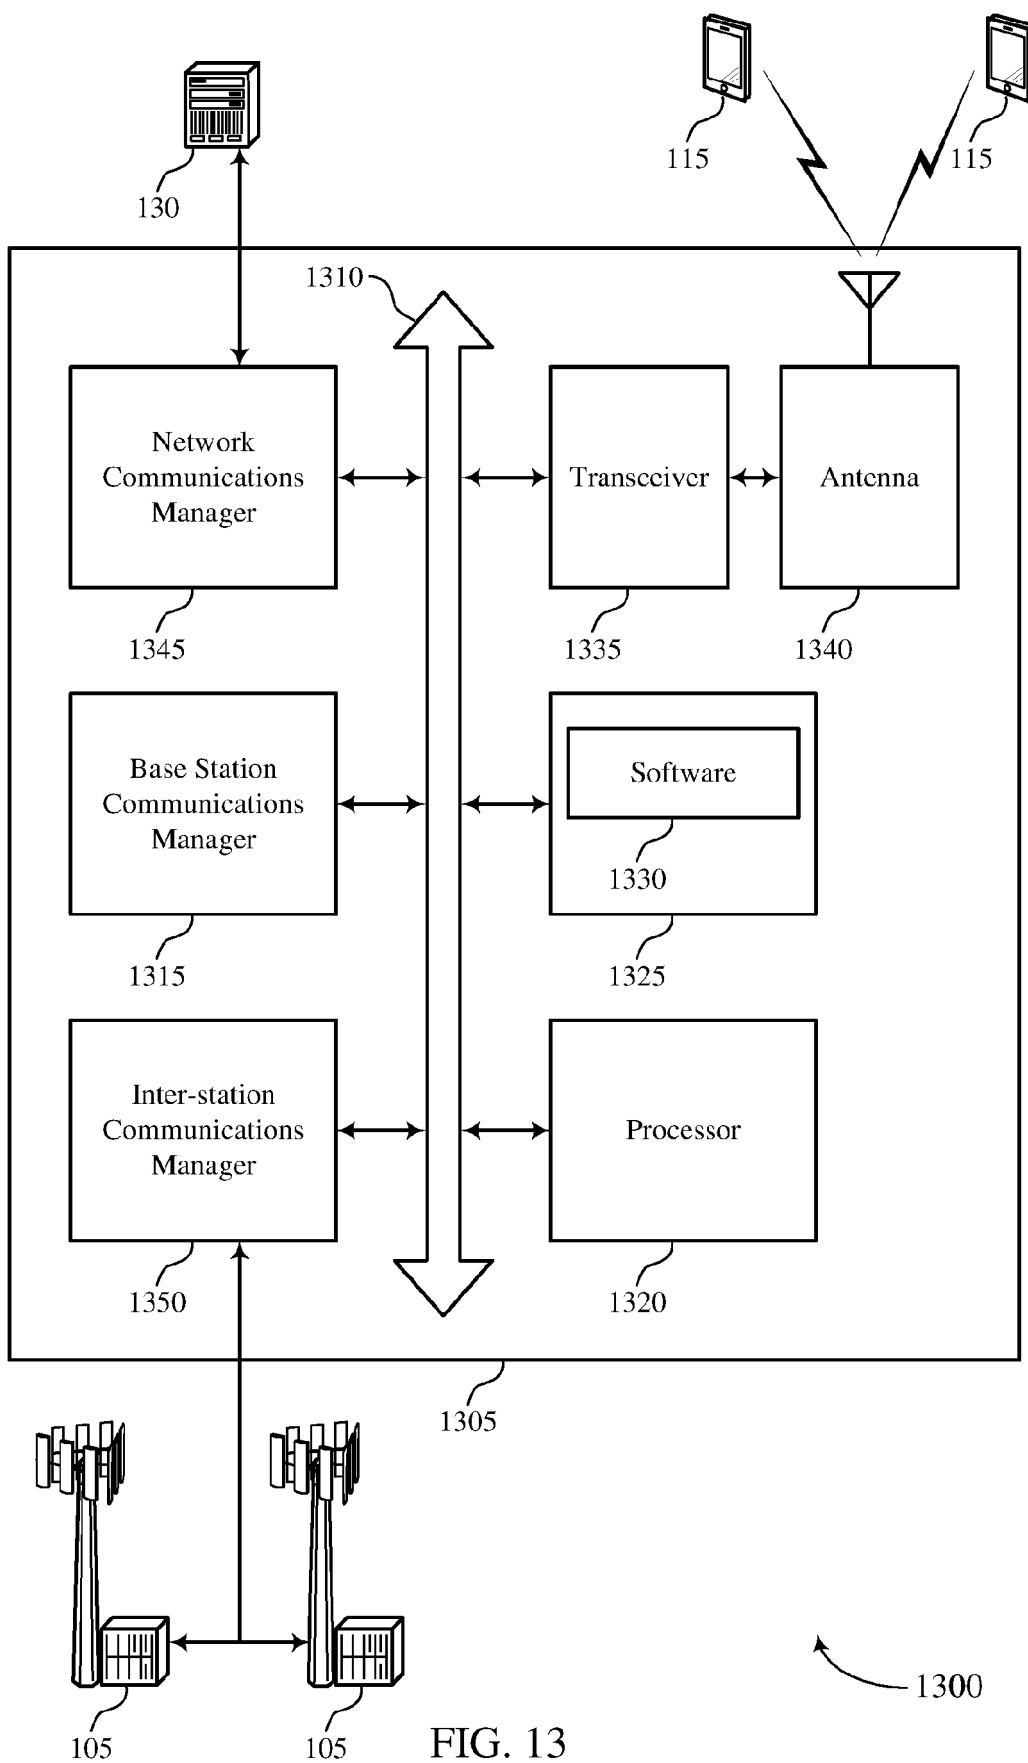 115
115
130
1310
Network
Communications
Manager
Transceiver
Antenna
1345
1335
1340
Base Station
Communications
Manager
Software
1330
1315
1325
Inter-station
Communications
Manager
Processor
1350
1320
1305
1300
105
105
FIG. 13